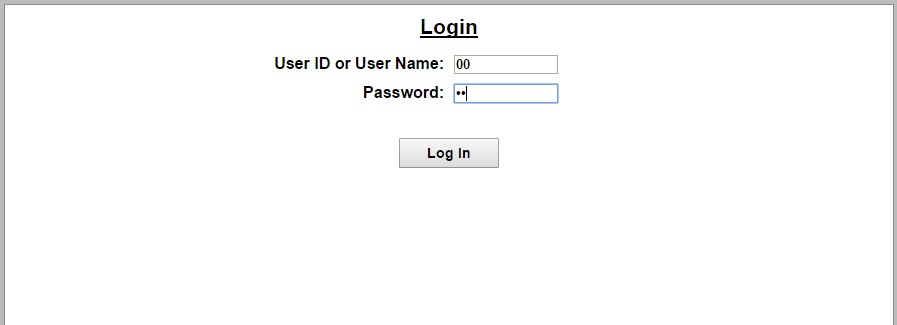 Login
User ID or User Name: 00
Password: ••
Log In